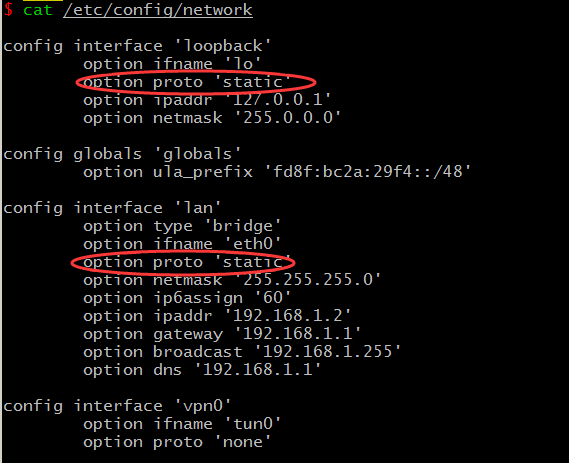 $ cat /etc/config/network
config interface 'loopback'
option ifname 'lo'
option proto 'static'
option ipaddr '127.0.0.1'
option netmask '255.0.0.0'
config globals 'globals'
option ula_prefix 'fd8f:bc2a:29f4::/48'
config interface 'lan'
option type 'bridge'
option ifname 'eth0'
option proto 'static'
option netmask '255.255.255.0'
option ip6assign '60'
option ipaddr '192.168.1.2'
option gateway '192.168.1.1'
option broadcast '192.168.1.255'
option dns '192.168.1.1'
config interface 'vpn0'
option ifname 'tun0'
option proto 'none'